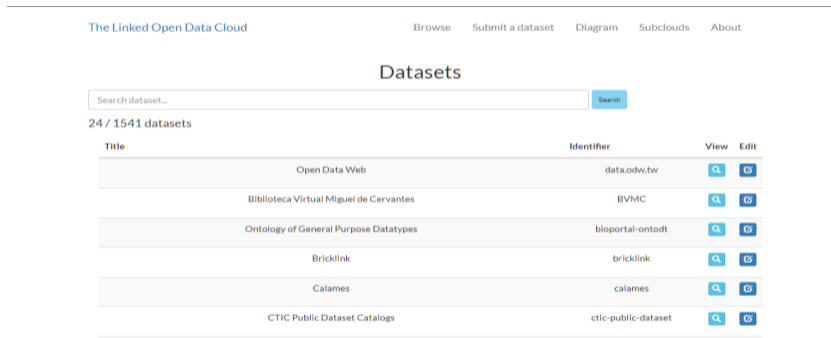 The Linked Open Data Cloud Browse Submit a dataset Diagram Subclouds About
Datasets
Search dataset... Search
24 / 1541 datasets
Title Identifier View Edit
Open Data Web data.odw.tw
Biblioteca Virtual Miguel de Cervantes BVMC
Ontology of General Purpose Datatypes bioportal-ontodt
Bricklink bricklink
Calames calames
CTIC Public Dataset Catalogs ctic-public-dataset